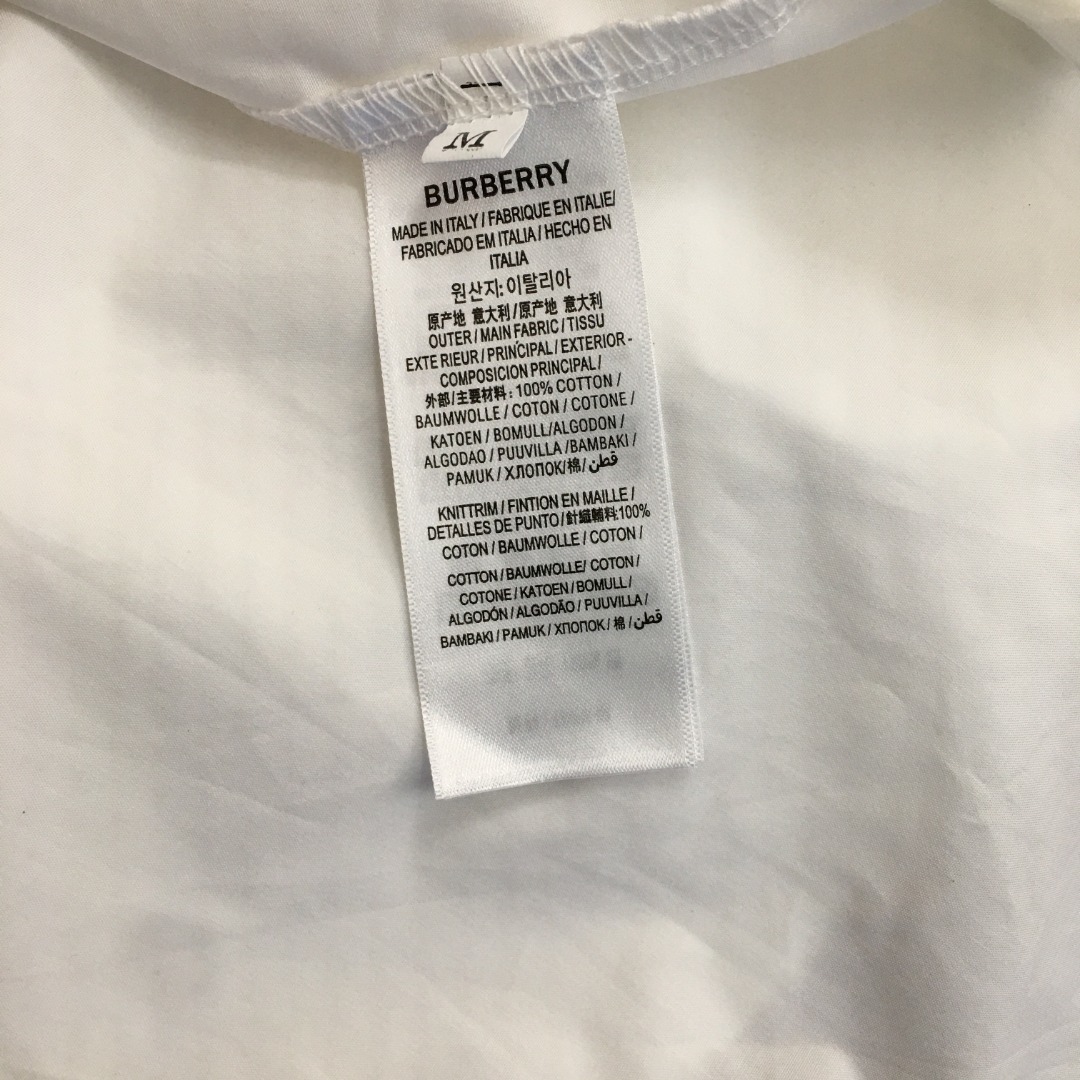 M
BURBERRY
MADE IN ITALY / FABRIQUE EN ITALIE/
FABRICADO EM ITALIA / HECHO EN
ITALIA
원산지: 이탈리아
原产地 意大利 / 原产地 意大利
OUTER / MAIN FABRIC / TISSU
EXTE RIEUR / PRINCIPAL / EXTERIOR -
COMPOSICION PRINCIPAL /
外部/主要材料: 100% COTTON /
BAUMWOLLE / COTON / COTONE /
KATOEN / BOMULL/ALGODON /
ALGODAO / PUUVILLA /BAMBAKI /
PAMUK / ХЛОПОК/棉/ قطن
KNITTRIM / FINTION EN MAILLE /
DETALLES DE PUNTO / 針織輔料:100%
COTON / BAUMWOLLE / COTON /
COTTON / BAUMWOLLE/ COTON /
COTONE / KATOEN / BOMULL /
ALGODÓN / ALGODÃO / PUUVILLA /
BAMBAKI / PAMUK / ХПОПОК / 棉 / قطن